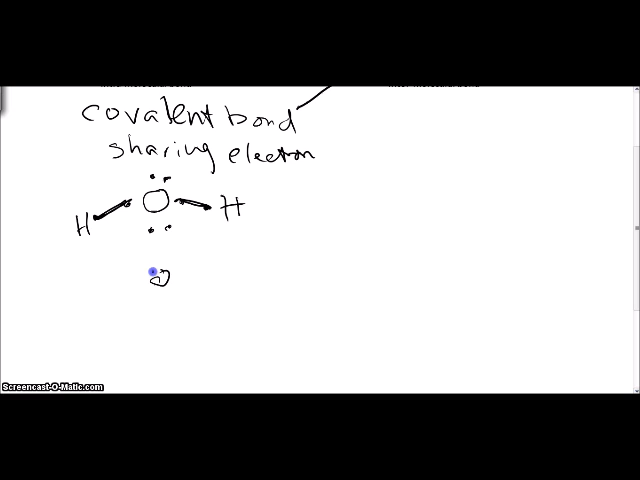 covalent bond
sharing electron
H O H
Screencast-O-Matic.com